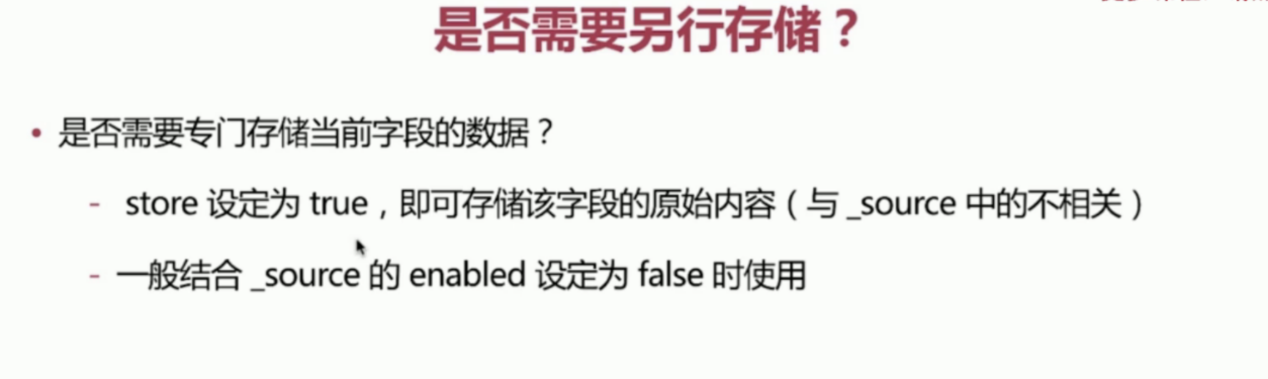 是否需要另行存储？
• 是否需要专门存储当前字段的数据？
- store 设定为 true，即可存储该字段的原始内容（与 _source 中的不相关）
- 一般结合 _source 的 enabled 设定为 false 时使用